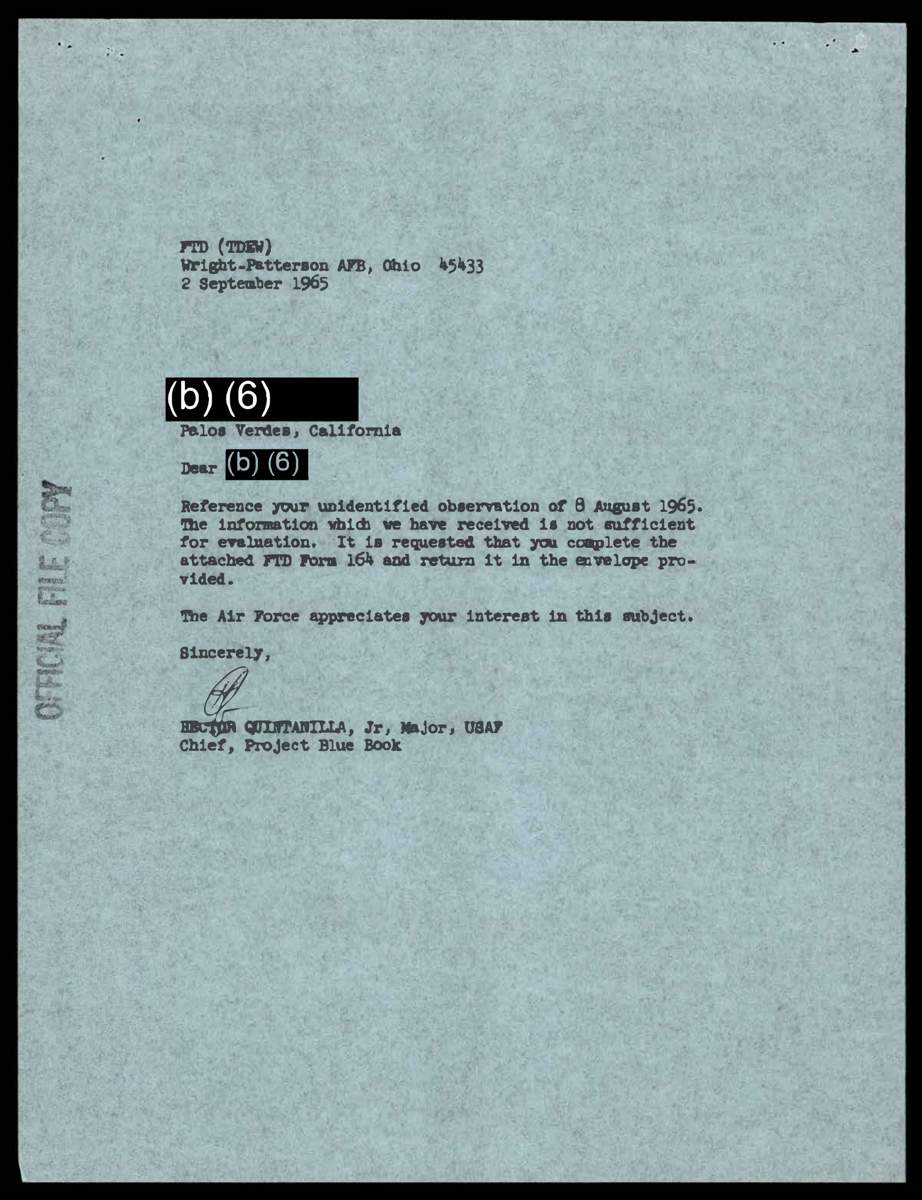 FTD (TDEW)
Wright-Patterson AFB, Ohio 45433
2 September 1965
(b) (6)
Palos Verdes, California
Dear (b) (6)
Reference your unidentified observation of 8 August 1965.
The information which we have received is not sufficient
for evaluation. It is requested that you complete the
attached FTD Form 164 and return it in the envelope pro-
vided.
The Air Force appreciates your interest in this subject.
Sincerely,
HECTOR QUINTANILLA, Jr, Major, USAF
Chief, Project Blue Book
OFFICIAL FILE COPY